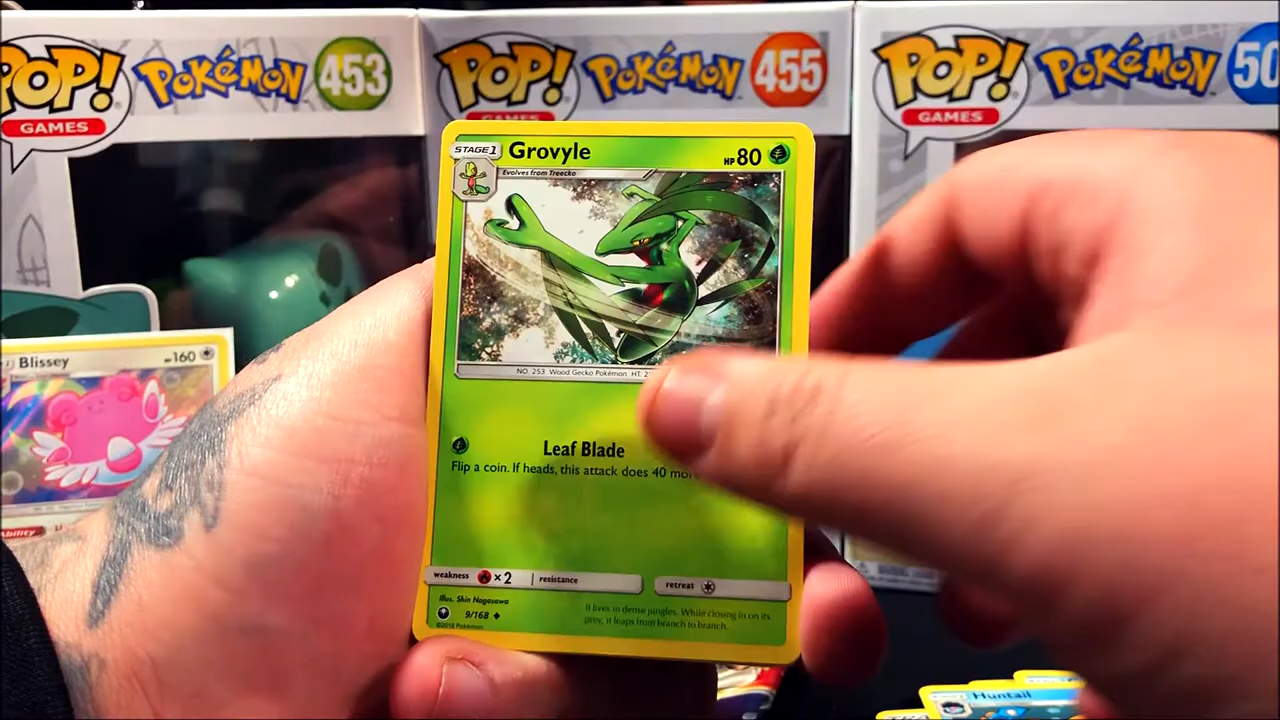 POP!
GAMES
POKéMON
453
POP!
GAMES
POKéMON
455
POP!
GAMES
POKéMON
50
STAGE 1
Grovyle
HP 80
Evolves from Treecko
NO. 253 Wood Gecko Pokémon HT:
Leaf Blade
Flip a coin. If heads, this attack does 40
weakness
×2
resistance
retreat
Illus. Shin Nagasawa
9/168
©2018 Pokémon
It lives in dense jungles. While closing in on its
prey, it leaps from branch to branch.
Blissey
HP 160
Ability
Huntail